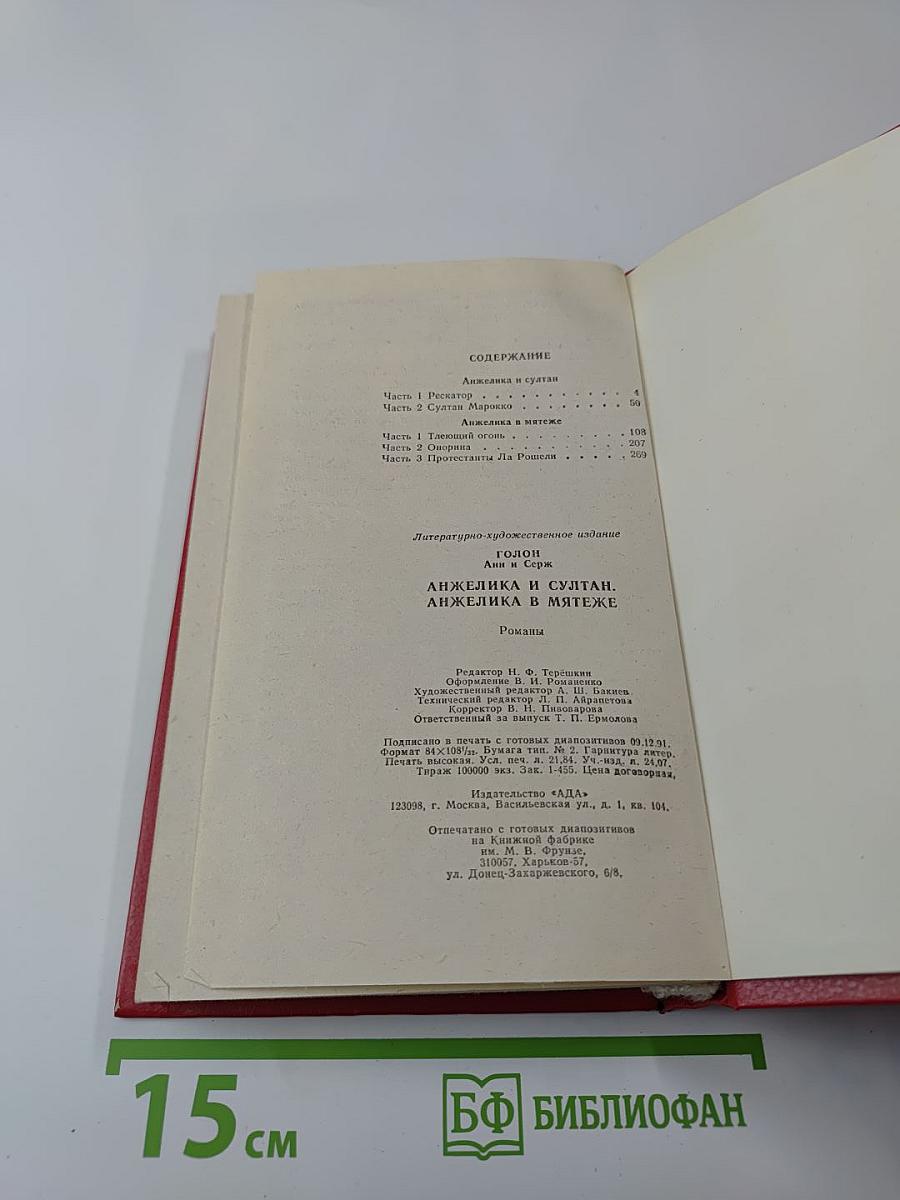 СОДЕРЖАНИЕ
Анжелика и султан
Часть 1 Рескатор . . . . . . . . . . . 4
Часть 2 Султан Марокко . . . . . . . . 50
Анжелика в мятеже
Часть 1 Тлеющий огонь . . . . . . . . . 108
Часть 2 Онорина . . . . . . . . . . . 207
Часть 3 Протестанты Ла Рошели . . . . . 269
Литературно-художественное издание
ГОЛОН
Анн и Серж
АНЖЕЛИКА И СУЛТАН.
АНЖЕЛИКА В МЯТЕЖЕ
Романы
Редактор Н. Ф. Терёшкин
Оформление В. И. Романенко
Художественный редактор А. Ш. Бакиев
Технический редактор Л. П. Айрапетова
Корректор В. Н. Пивоварова
Ответственный за выпуск Т. П. Ермолова
Подписано в печать с готовых диапозитивов 09.12.91.
Формат 84×108¹/₃₂. Бумага тип. № 2. Гарнитура литер.
Печать высокая. Усл. печ. л. 21,84. Уч.-изд. л. 24,07.
Тираж 100000 экз. Зак. 1-455. Цена договорная.
Издательство «АДА»
123098, г. Москва, Васильевская ул., д. 1, кв. 104.
Отпечатано с готовых диапозитивов
на Книжной фабрике
им. М. В. Фрунзе,
310057, Харьков-57,
ул. Донец-Захаржевского, 6/8.
15 см
БФ БИБЛИОФАН